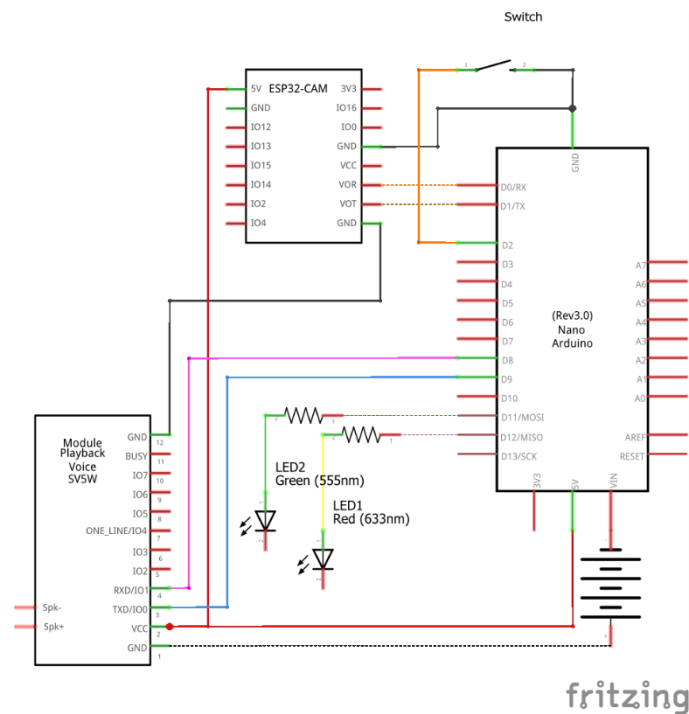 Switch
1
2
5V
ESP32-CAM
3V3
GND
IO16
IO12
IO0
IO13
GND
IO15
VCC
IO14
VOR
IO2
VOT
IO4
GND
GND
D0/RX
D1/TX
D2
D3
D4
D5
D6
D7
D8
D9
D10
D11/MOSI
D12/MISO
D13/SCK
(Rev3.0)
Nano
Arduino
A7
A6
A5
A4
A3
A2
A1
A0
AREF
RESET
3V3
5V
VIN
LED2
Green (555nm)
LED1
Red (633nm)
Module
Playback
Voice
SV5W
GND
12
BUSY
11
IO7
10
IO6
9
IO5
8
ONE_LINE/IO4
7
IO3
6
IO2
5
RXD/IO1
4
TXD/IO0
3
VCC
2
GND
1
Spk-
Spk+
fritzing